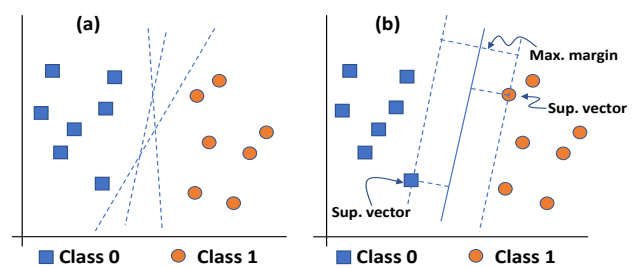 (a)
(b)
Max. margin
Sup. vector
Sup. vector
Class 0
Class 1
Class 0
Class 1